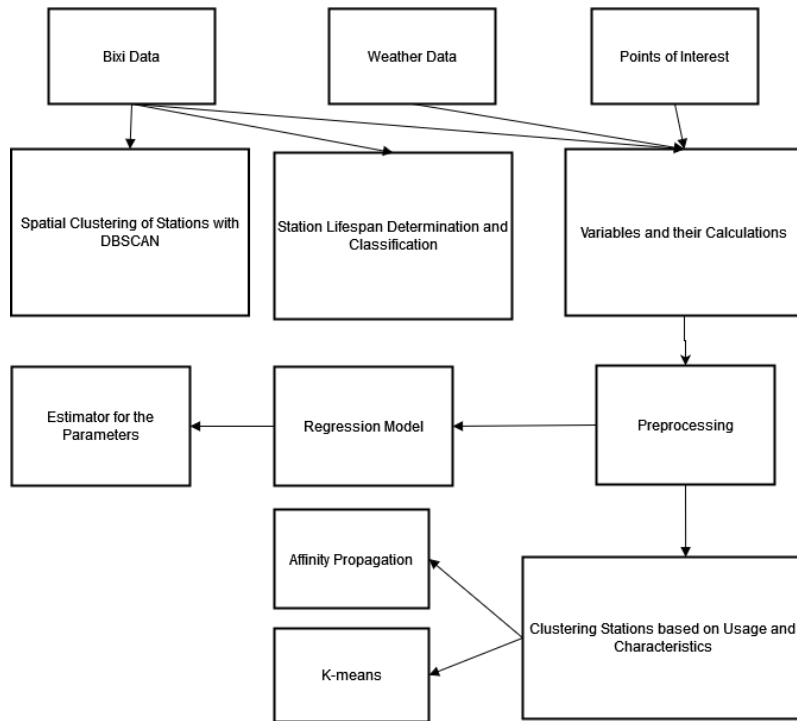 Bixi Data
Weather Data
Points of Interest
Spatial Clustering of Stations with
DBSCAN
Station Lifespan Determination and
Classification
Variables and their Calculations
Estimator for the
Parameters
Regression Model
Preprocessing
Affinity Propagation
Clustering Stations based on Usage and
Characteristics
K-means